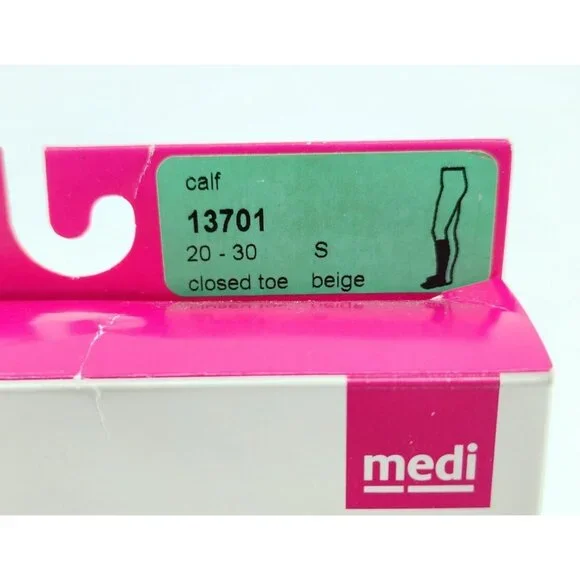 calf
13701
20 - 30 S
closed toe beige
medi